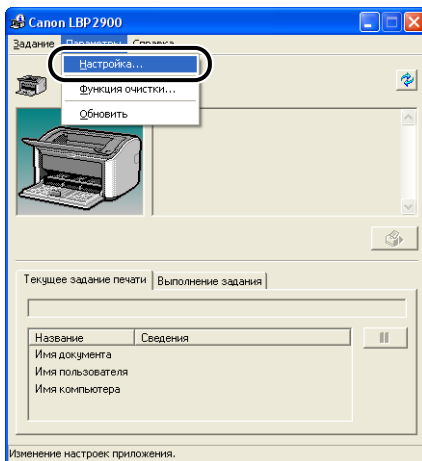 Canon LBP2900
Задание Параметры Справка
Настройка...
Функция очистки...
Обновить
Текущее задание печати Выполнение задания
Название Сведения
Имя документа
Имя пользователя
Имя компьютера
Изменение настроек приложения.